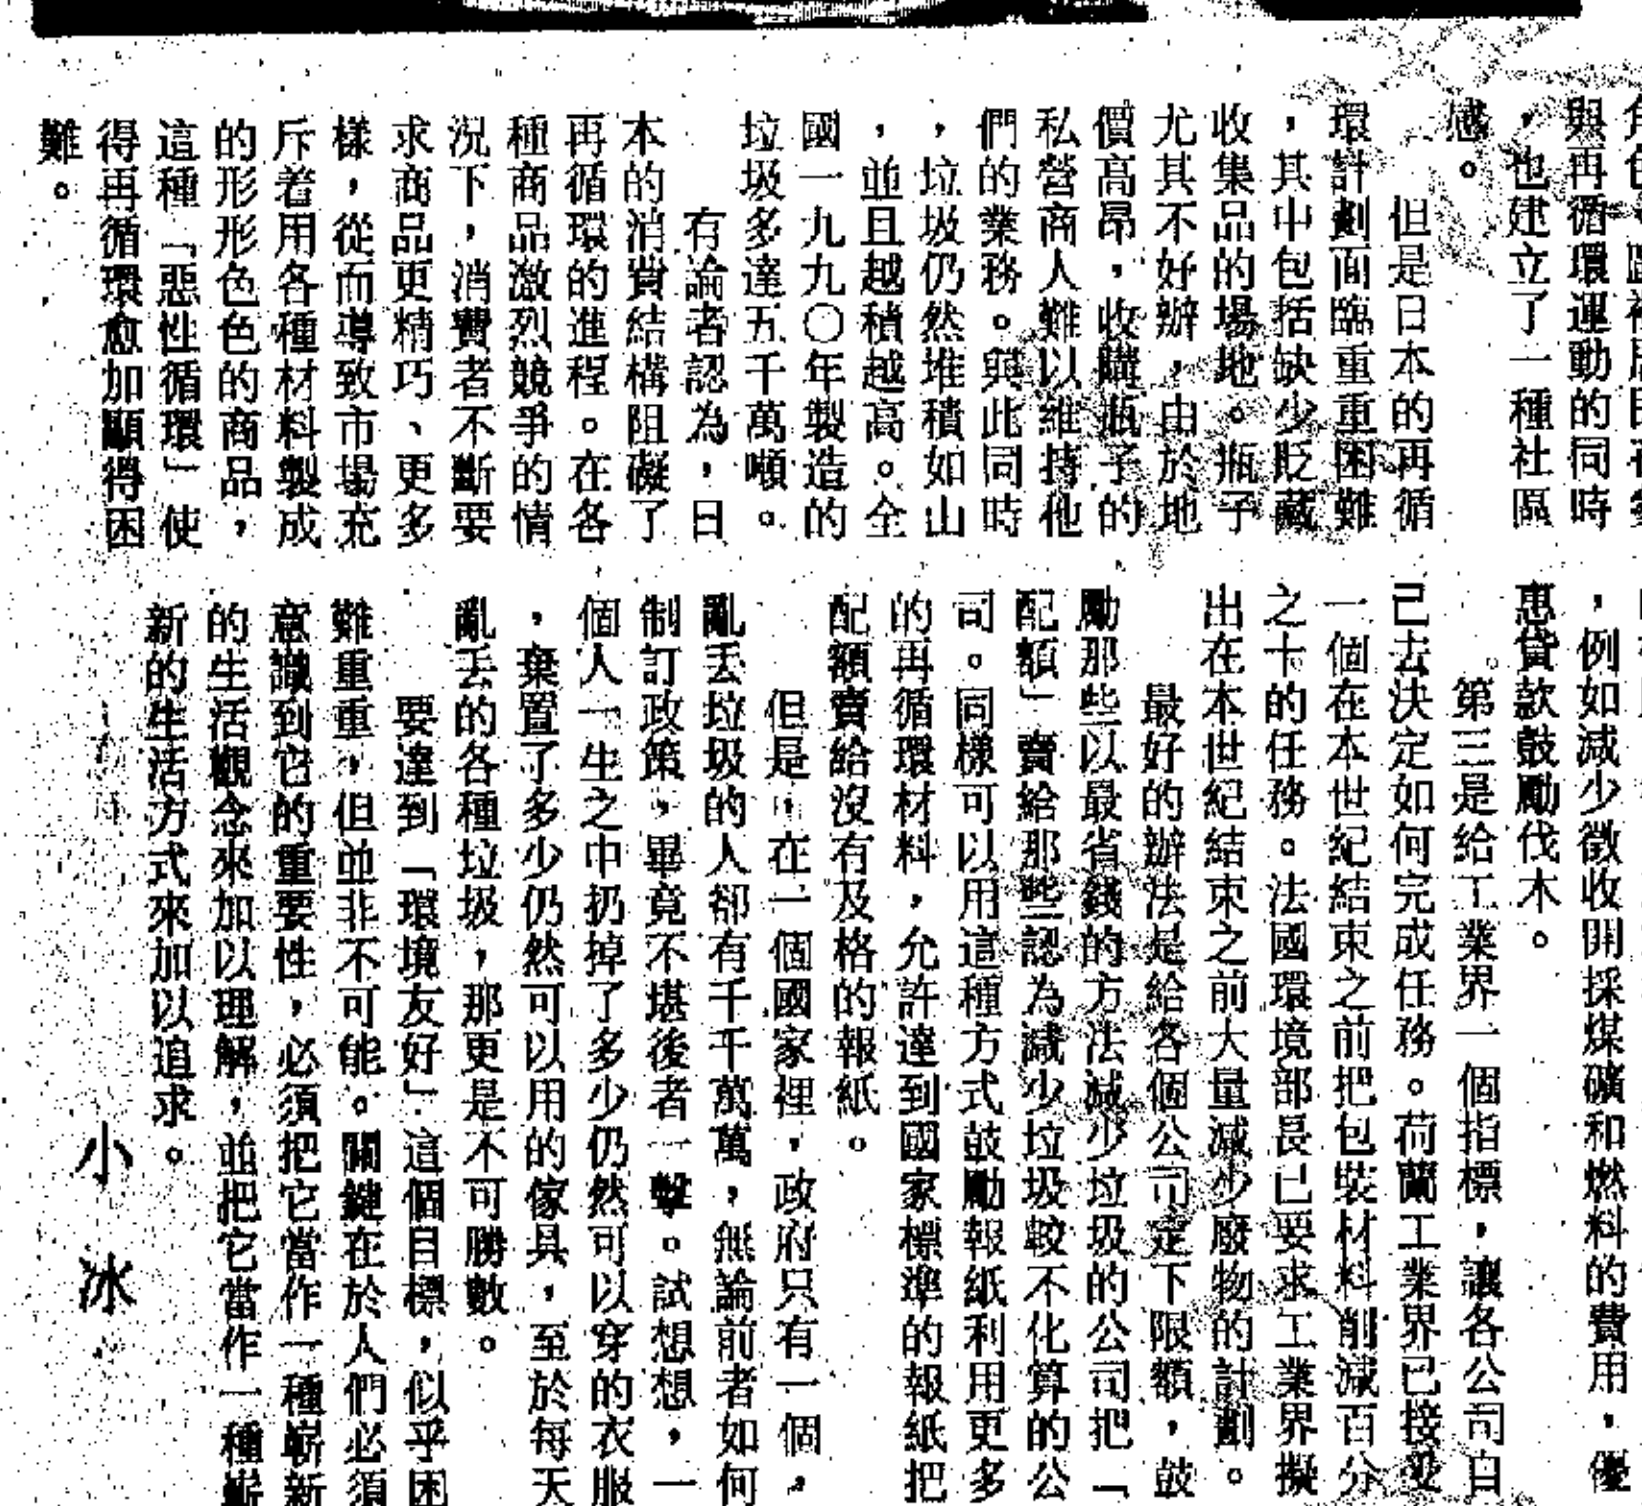 與再循環運動的同時
，也建立了一種社區
感。
但是日本的再循
環計劃面臨重重困難
，其中包括缺少貶藏
收集品的場地。瓶子
尤其不好辦，由於地
價高昂，收購瓶子的
私營商人難以維持他
們的業務。與此同時
，垃圾仍然堆積如山
，並且越積越高。全
國一九九〇年製造的
垃圾多達五千萬噸。
有論者認為，日
本的消費結構阻礙了
再循環的進程。在各
種商品激烈競爭的情
況下，消費者不斷要
求商品更精巧、更多
樣，從而導致市場充
斥着用各種材料製成
的形形色色的商品，
這種「惡性循環」使
得再循環愈加顯得困
難。
，例如減少徵收開採煤礦和燃料的費用，優
惠貸款鼓勵伐木。
第三是給工業界一個指標，讓各公司自
己去決定如何完成任務。荷蘭工業界已接受
一個在本世紀結束之前把包裝材料削減百分
之十的任務。法國環境部長已要求工業界擬
出在本世紀結束之前大量減少廢物的計劃。
最好的辦法是給各個公司定下限額，鼓
勵那些以最省錢的方法減少垃圾的公司把「
配額」賣給那些認為減少垃圾較不化算的公
司。同樣可以用這種方式鼓勵報紙利用更多
的再循環材料，允許達到國家標準的報紙把
配額賣給沒有及格的報紙。
但是，在一個國家裡，政府只有一個，
亂丟垃圾的人卻有千千萬萬，無論前者如何
制訂政策，畢竟不堪後者一擊。試想想，一
個人一生之中扔掉了多少仍然可以穿的衣服
，棄置了多少仍然可以用的傢具，至於每天
亂丟的各種垃圾，那更是不可勝數。
要達到「環境友好」這個目標，似乎困
難重重，但並非不可能。關鍵在於人們必須
意識到它的重要性，必須把它當作一種嶄新
的生活觀念來加以理解，並把它當作一種嶄
新的生活方式來加以追求。
小冰